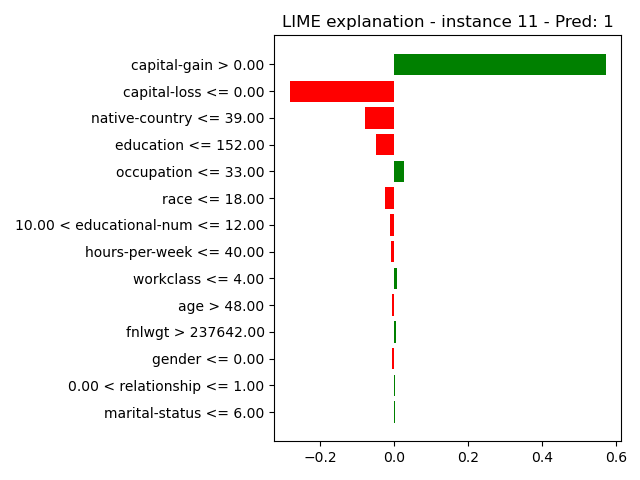 LIME explanation - instance 11 - Pred: 1
capital-gain > 0.00
capital-loss <= 0.00
native-country <= 39.00
education <= 152.00
occupation <= 33.00
race <= 18.00
10.00 < educational-num <= 12.00
hours-per-week <= 40.00
workclass <= 4.00
age > 48.00
fnlwgt > 237642.00
gender <= 0.00
0.00 < relationship <= 1.00
marital-status <= 6.00
−0.2 0.0 0.2 0.4 0.6